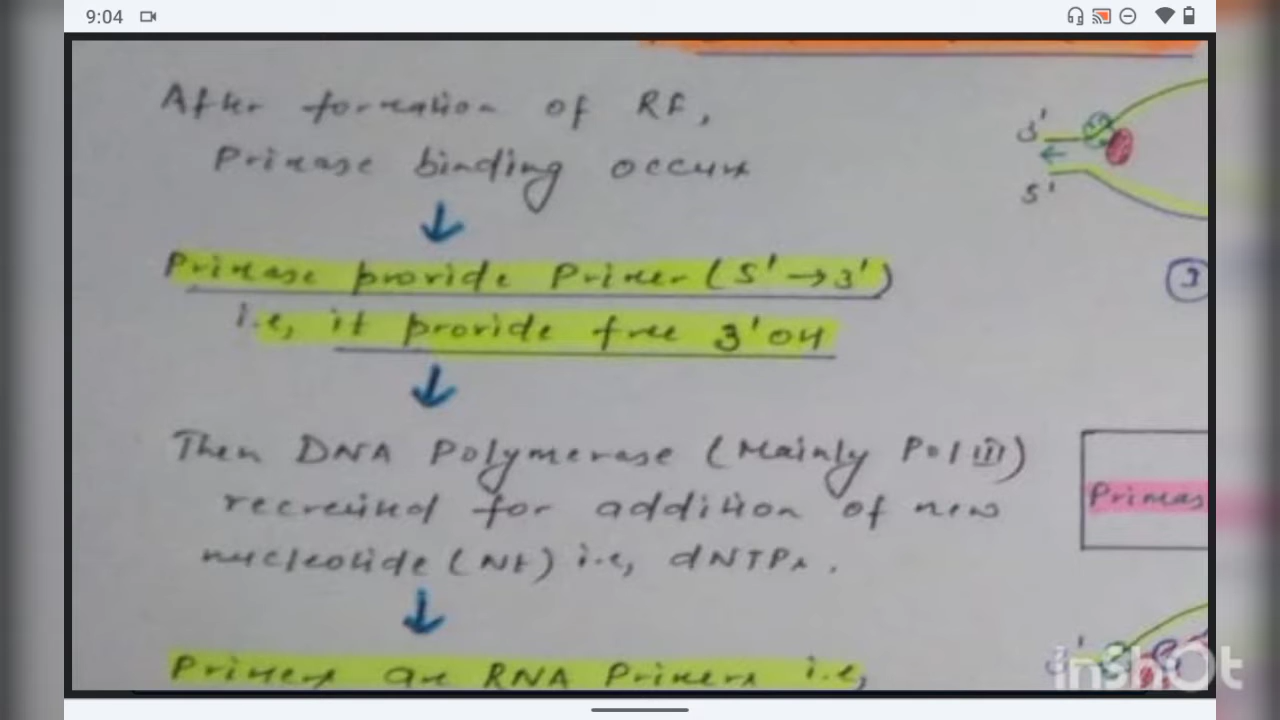 9:04
After formation of RF,
Primase binding occurs
3'
5'
Primase provide Primer (5' → 3')
i.e, it provide free 3'OH
3
Then DNA Polymerase (Mainly Pol III)
recruited for addition of new
nucleotide (Nt) i.e, dNTPs.
Primas
Primers are RNA Primers i.e,
InShOt